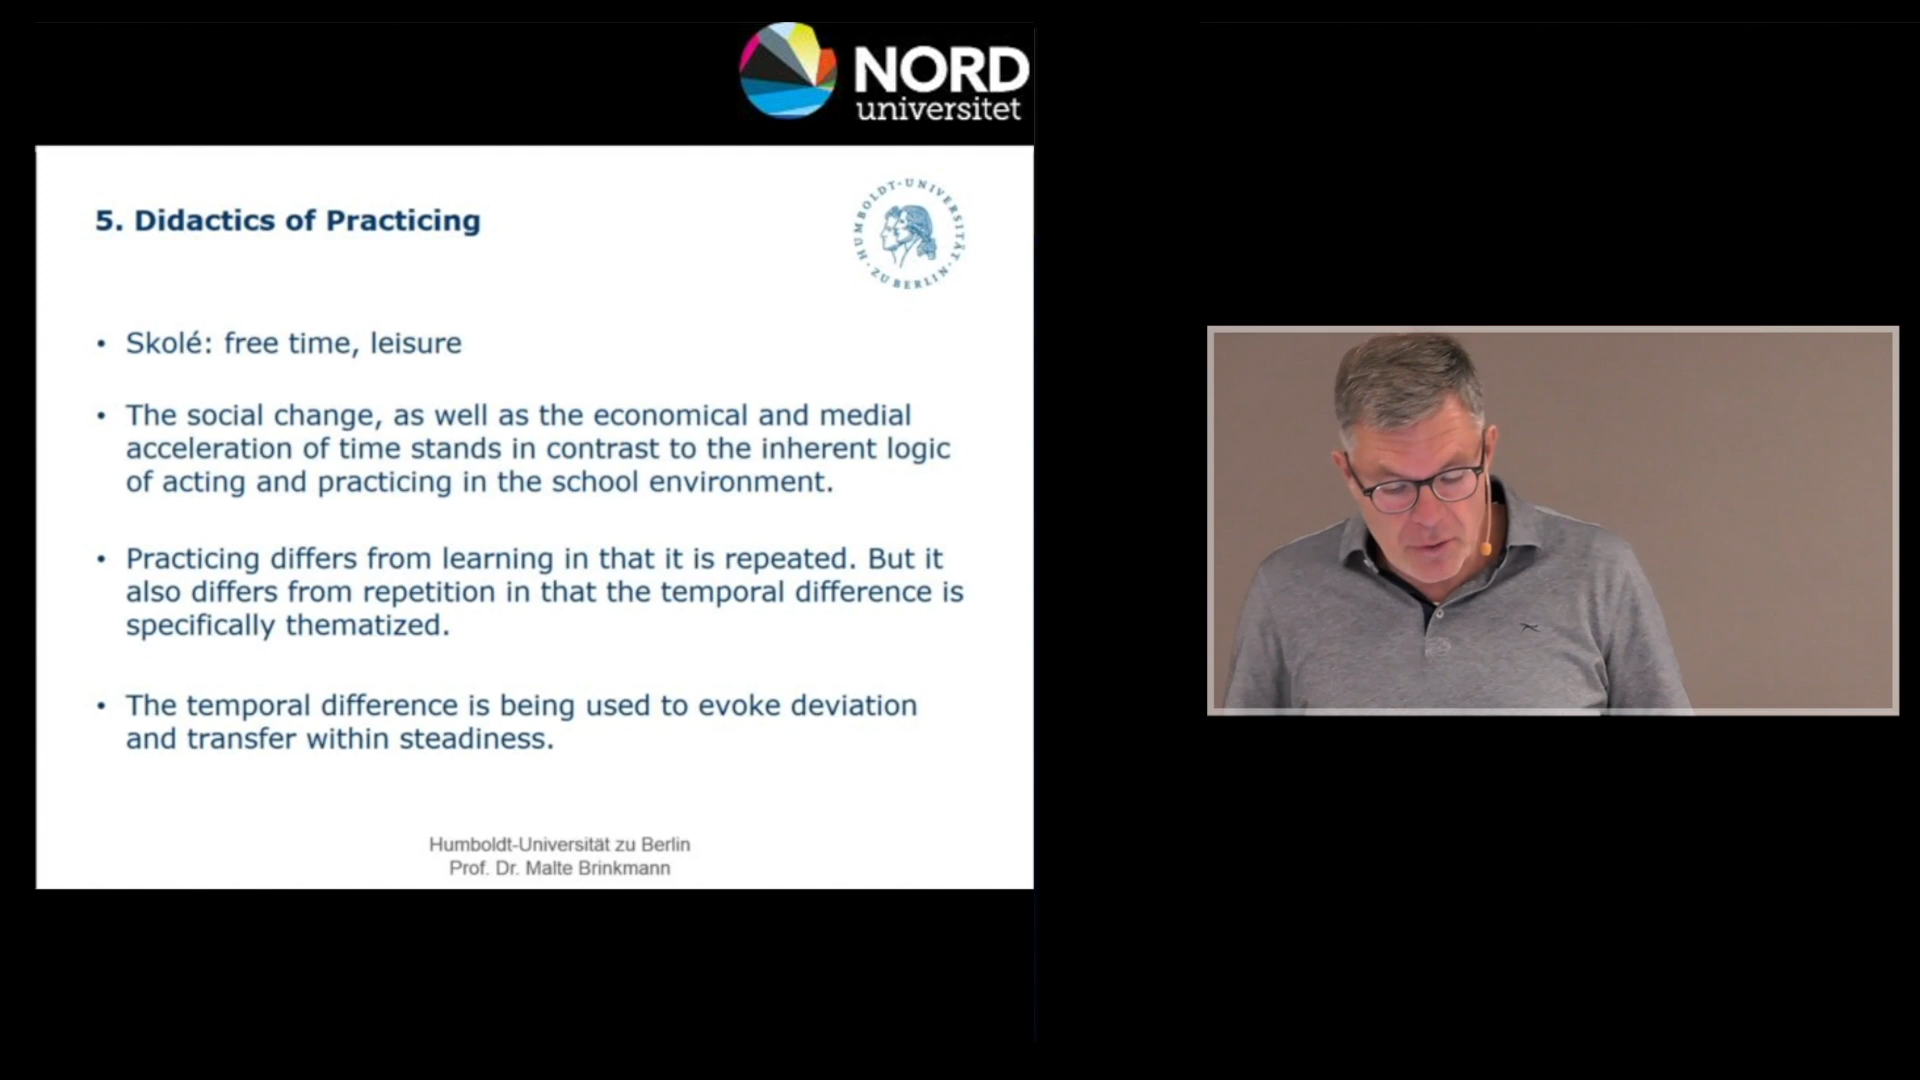 NORD
universitet
5. Didactics of Practicing
HUMBOLDT-UNIVERSITÄT · ZU BERLIN ·
• Skolé: free time, leisure
• The social change, as well as the economical and medial
acceleration of time stands in contrast to the inherent logic
of acting and practicing in the school environment.
• Practicing differs from learning in that it is repeated. But it
also differs from repetition in that the temporal difference is
specifically thematized.
• The temporal difference is being used to evoke deviation
and transfer within steadiness.
Humboldt-Universität zu Berlin
Prof. Dr. Malte Brinkmann